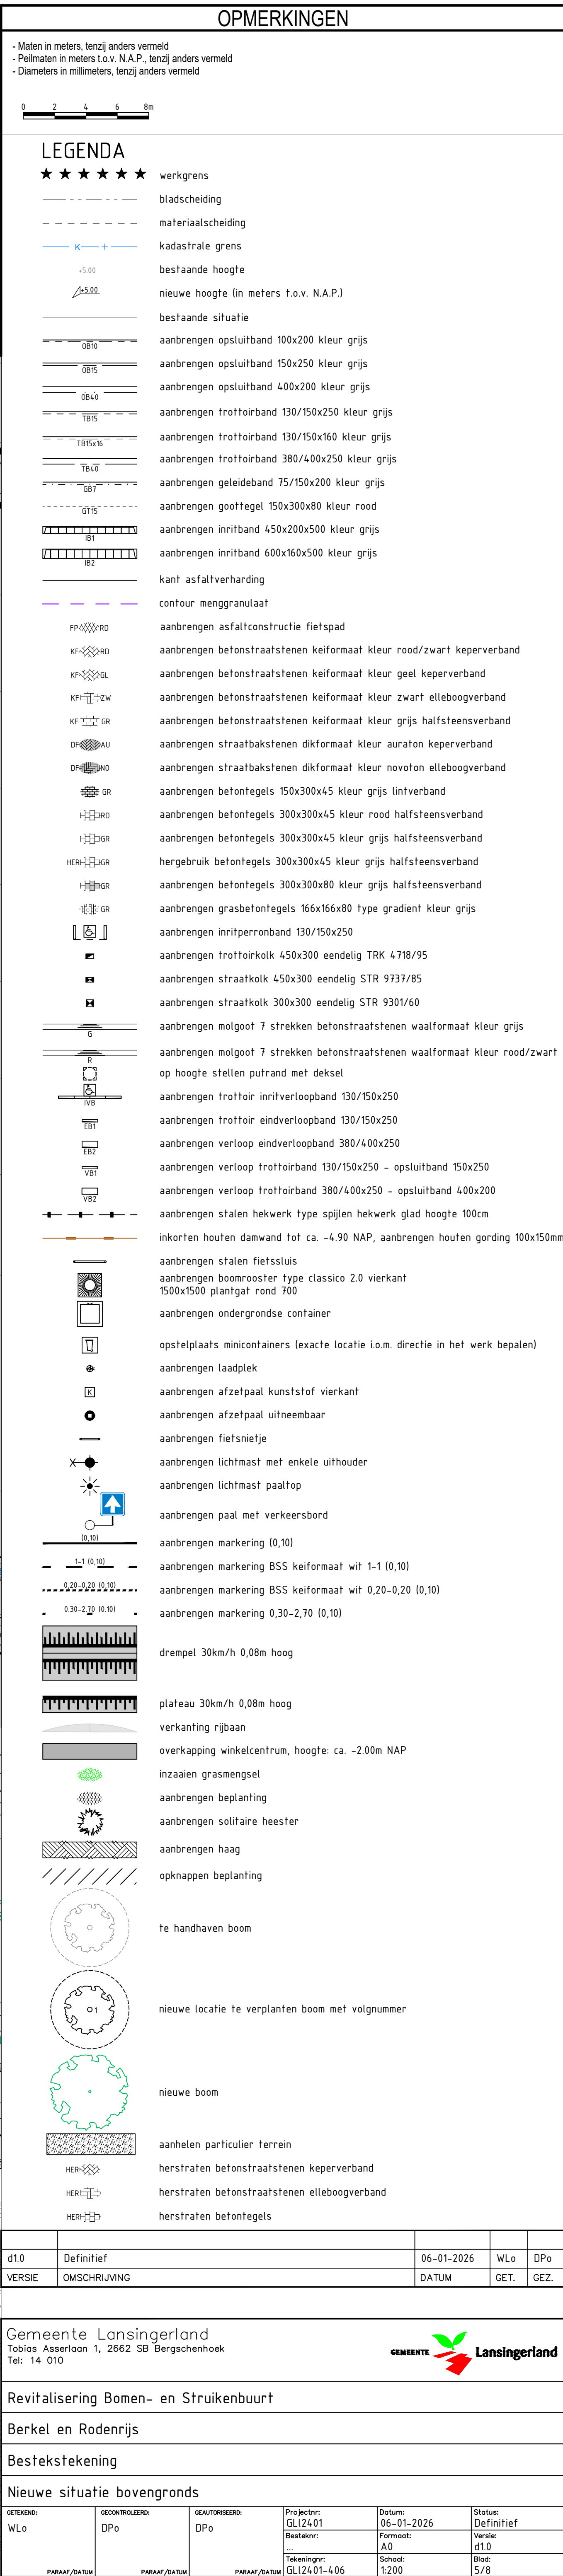 OPMERKINGEN
- Maten in meters, tenzij anders vermeld
- Peilmaten in meters t.o.v. N.A.P., tenzij anders vermeld
- Diameters in millimeters, tenzij anders vermeld
0 2 4 6 8m
LEGENDA
werkgrens
bladscheiding
materiaalscheiding
K kadastrale grens
+5.00 bestaande hoogte
+5.00 nieuwe hoogte (in meters t.o.v. N.A.P.)
bestaande situatie
OB10 aanbrengen opsluitband 100x200 kleur grijs
OB15 aanbrengen opsluitband 150x250 kleur grijs
OB40 aanbrengen opsluitband 400x200 kleur grijs
TB15 aanbrengen trottoirband 130/150x250 kleur grijs
TB15x16 aanbrengen trottoirband 130/150x160 kleur grijs
TB40 aanbrengen trottoirband 380/400x250 kleur grijs
GB7 aanbrengen geleideband 75/150x200 kleur grijs
GT15 aanbrengen goottegel 150x300x80 kleur rood
IB1 aanbrengen inritband 450x200x500 kleur grijs
IB2 aanbrengen inritband 600x160x500 kleur grijs
kant asfaltverharding
contour menggranulaat
FP RD aanbrengen asfaltconstructie fietspad
KF RD aanbrengen betonstraatstenen keiformaat kleur rood/zwart keperverband
KF GL aanbrengen betonstraatstenen keiformaat kleur geel keperverband
KF ZW aanbrengen betonstraatstenen keiformaat kleur zwart elleboogverband
KF GR aanbrengen betonstraatstenen keiformaat kleur grijs halfsteensverband
DF AU aanbrengen straatbakstenen dikformaat kleur auraton keperverband
DF NO aanbrengen straatbakstenen dikformaat kleur novoton elleboogverband
GR aanbrengen betontegels 150x300x45 kleur grijs lintverband
RD aanbrengen betontegels 300x300x45 kleur rood halfsteensverband
GR aanbrengen betontegels 300x300x45 kleur grijs halfsteensverband
HER GR hergebruik betontegels 300x300x45 kleur grijs halfsteensverband
GR aanbrengen betontegels 300x300x80 kleur grijs halfsteensverband
GR aanbrengen grasbetontegels 166x166x80 type gradient kleur grijs
aanbrengen inritperronband 130/150x250
aanbrengen trottoirkolk 450x300 eendelig TRK 4718/95
aanbrengen straatkolk 450x300 eendelig STR 9737/85
aanbrengen straatkolk 300x300 eendelig STR 9301/60
G aanbrengen molgoot 7 strekken betonstraatstenen waalformaat kleur grijs
R aanbrengen molgoot 7 strekken betonstraatstenen waalformaat kleur rood/zwart
op hoogte stellen putrand met deksel
IVB aanbrengen trottoir inritverloopband 130/150x250
EB1 aanbrengen trottoir eindverloopband 130/150x250
EB2 aanbrengen verloop eindverloopband 380/400x250
VB1 aanbrengen verloop trottoirband 130/150x250 - opsluitband 150x250
VB2 aanbrengen verloop trottoirband 380/400x250 - opsluitband 400x200
aanbrengen stalen hekwerk type spijlen hekwerk glad hoogte 100cm
inkorten houten damwand tot ca. -4.90 NAP, aanbrengen houten gording 100x150mm
aanbrengen stalen fietssluis
aanbrengen boomrooster type classico 2.0 vierkant
1500x1500 plantgat rond 700
aanbrengen ondergrondse container
opstelplaats minicontainers (exacte locatie i.o.m. directie in het werk bepalen)
aanbrengen laadplek
K aanbrengen afzetpaal kunststof vierkant
aanbrengen afzetpaal uitneembaar
aanbrengen fietsnietje
aanbrengen lichtmast met enkele uithouder
aanbrengen lichtmast paaltop
aanbrengen paal met verkeersbord
(0,10) aanbrengen markering (0,10)
1-1 (0,10) aanbrengen markering BSS keiformaat wit 1-1 (0,10)
0,20-0,20 (0,10) aanbrengen markering BSS keiformaat wit 0,20-0,20 (0,10)
0.30-2,70 (0.10) aanbrengen markering 0,30-2,70 (0,10)
drempel 30km/h 0,08m hoog
plateau 30km/h 0,08m hoog
verkanting rijbaan
overkapping winkelcentrum, hoogte: ca. -2.00m NAP
inzaaien grasmengsel
aanbrengen beplanting
aanbrengen solitaire heester
aanbrengen haag
opknappen beplanting
te handhaven boom
1 nieuwe locatie te verplanten boom met volgnummer
nieuwe boom
aanhelen particulier terrein
HER herstraten betonstraatstenen keperverband
HER herstraten betonstraatstenen elleboogverband
HER herstraten betontegels
d1.0 Definitief 06-01-2026 WLo DPo
VERSIE OMSCHRIJVING DATUM GET. GEZ.
Gemeente Lansingerland
Tobias Asserlaan 1, 2662 SB Bergschenhoek
Tel: 14 010
GEMEENTE Lansingerland
Revitalisering Bomen- en Struikenbuurt
Berkel en Rodenrijs
Bestekstekening
Nieuwe situatie bovengronds
GETEKEND: GECONTROLEERD: GEAUTORISEERD: Projectnr: Datum: Status:
WLo DPo DPo GLI2401 06-01-2026 Definitief
Besteknr: Formaat: Versie:
... A0 d1.0
Tekeningnr: Schaal: Blad:
PARAAF/DATUM PARAAF/DATUM PARAAF/DATUM GLI2401-406 1:200 5/8